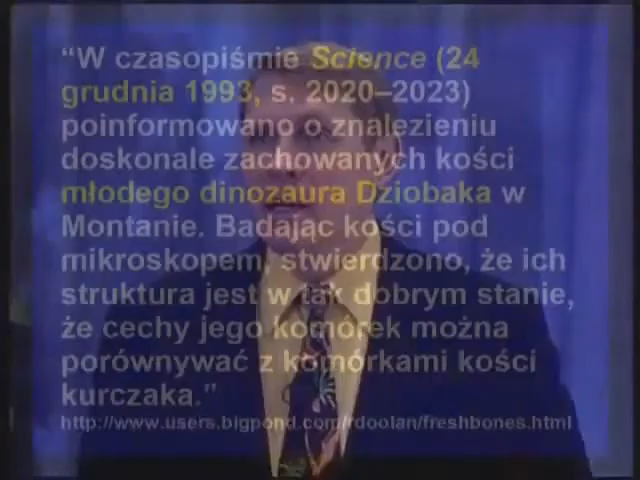 “W czasopiśmie Science (24
grudnia 1993, s. 2020–2023)
poinformowano o znalezieniu
doskonale zachowanych kości
młodego dinozaura Dziobaka w
Montanie. Badając kości pod
mikroskopem, stwierdzono, że ich
struktura jest w tak dobrym stanie,
że cechy jego komórek można
porównywać z komórkami kości
kurczaka.”
http://www.users.bigpond.com/rdoolan/freshbones.html